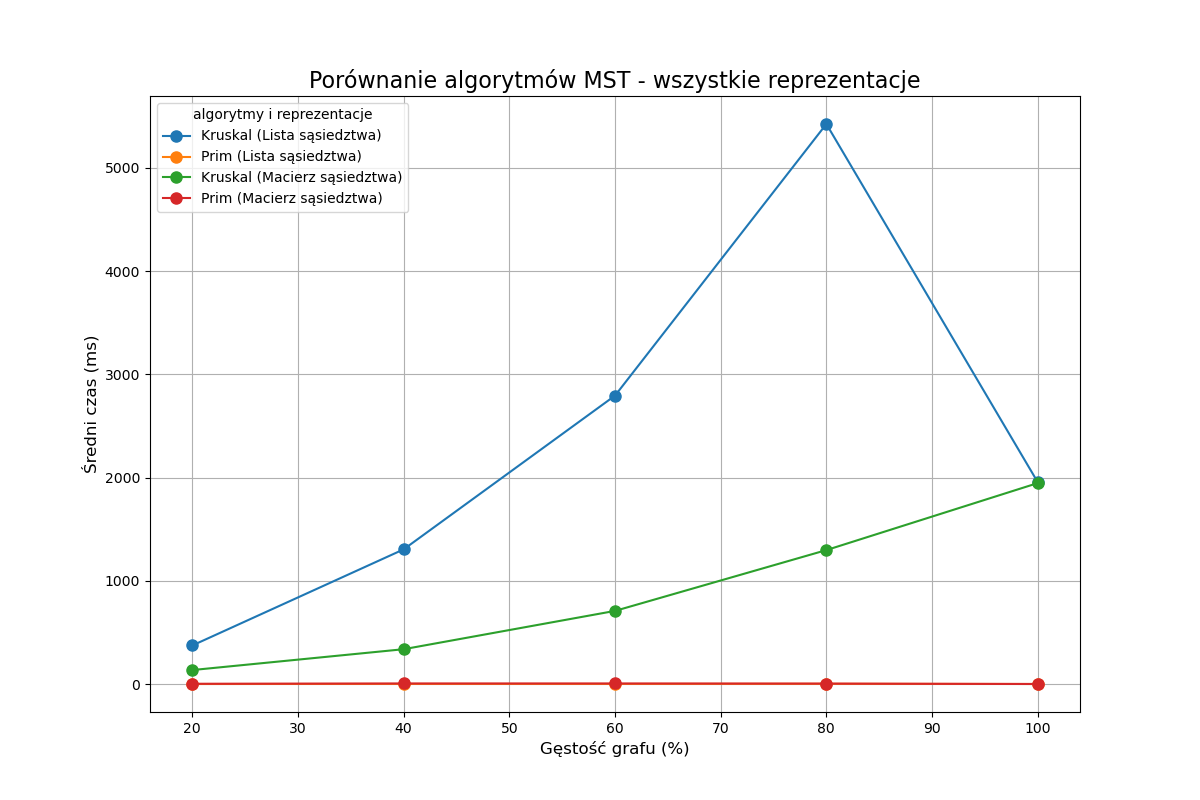 Porównanie algorytmów MST - wszystkie reprezentacje
algorytmy i reprezentacje
Kruskal (Lista sąsiedztwa)
Prim (Lista sąsiedztwa)
Kruskal (Macierz sąsiedztwa)
Prim (Macierz sąsiedztwa)
Średni czas (ms)
5000
4000
3000
2000
1000
0
20 30 40 50 60 70 80 90 100
Gęstość grafu (%)